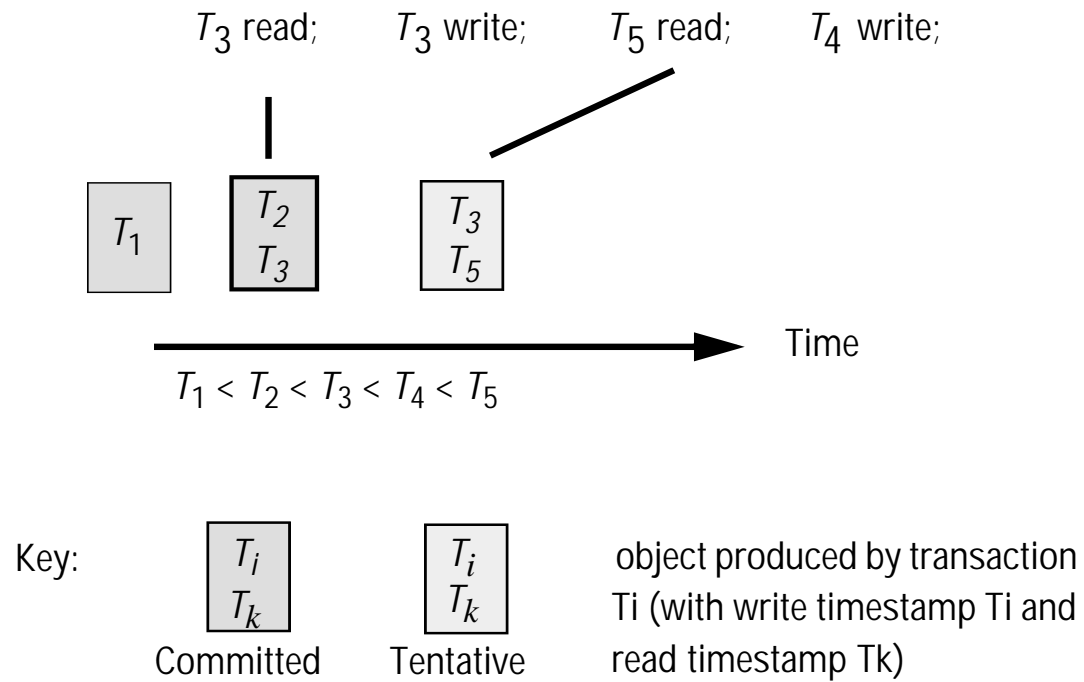 T3 read; T3 write; T5 read; T4 write;
T1
T2
T3
T3
T5
Time
T1 < T2 < T3 < T4 < T5
Key:
Ti
Tk
Committed
Ti
Tk
Tentative
object produced by transaction
Ti (with write timestamp Ti and
read timestamp Tk)